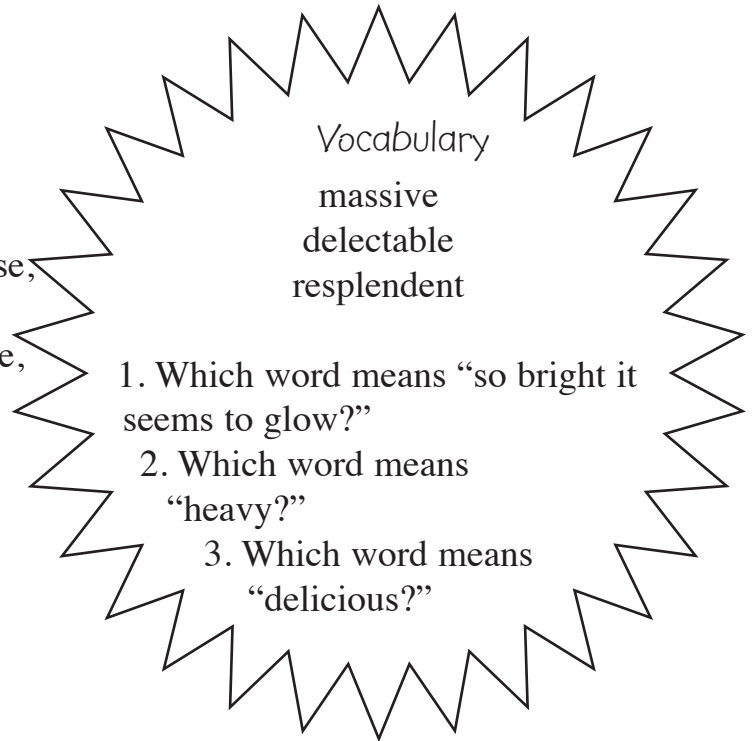 Vocabulary
massive
delectable
resplendent
se,
e,
1. Which word means “so bright it
seems to glow?”
2. Which word means
“heavy?”
3. Which word means
“delicious?”